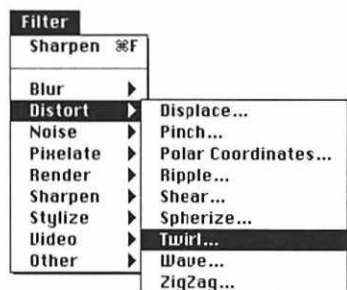 Filter
Sharpen ⌘F
Blur
Distort
Noise
Pixelate
Render
Sharpen
Stylize
Video
Other
Displace...
Pinch...
Polar Coordinates...
Ripple...
Shear...
Spherize...
Twirl...
Wave...
ZigZag...